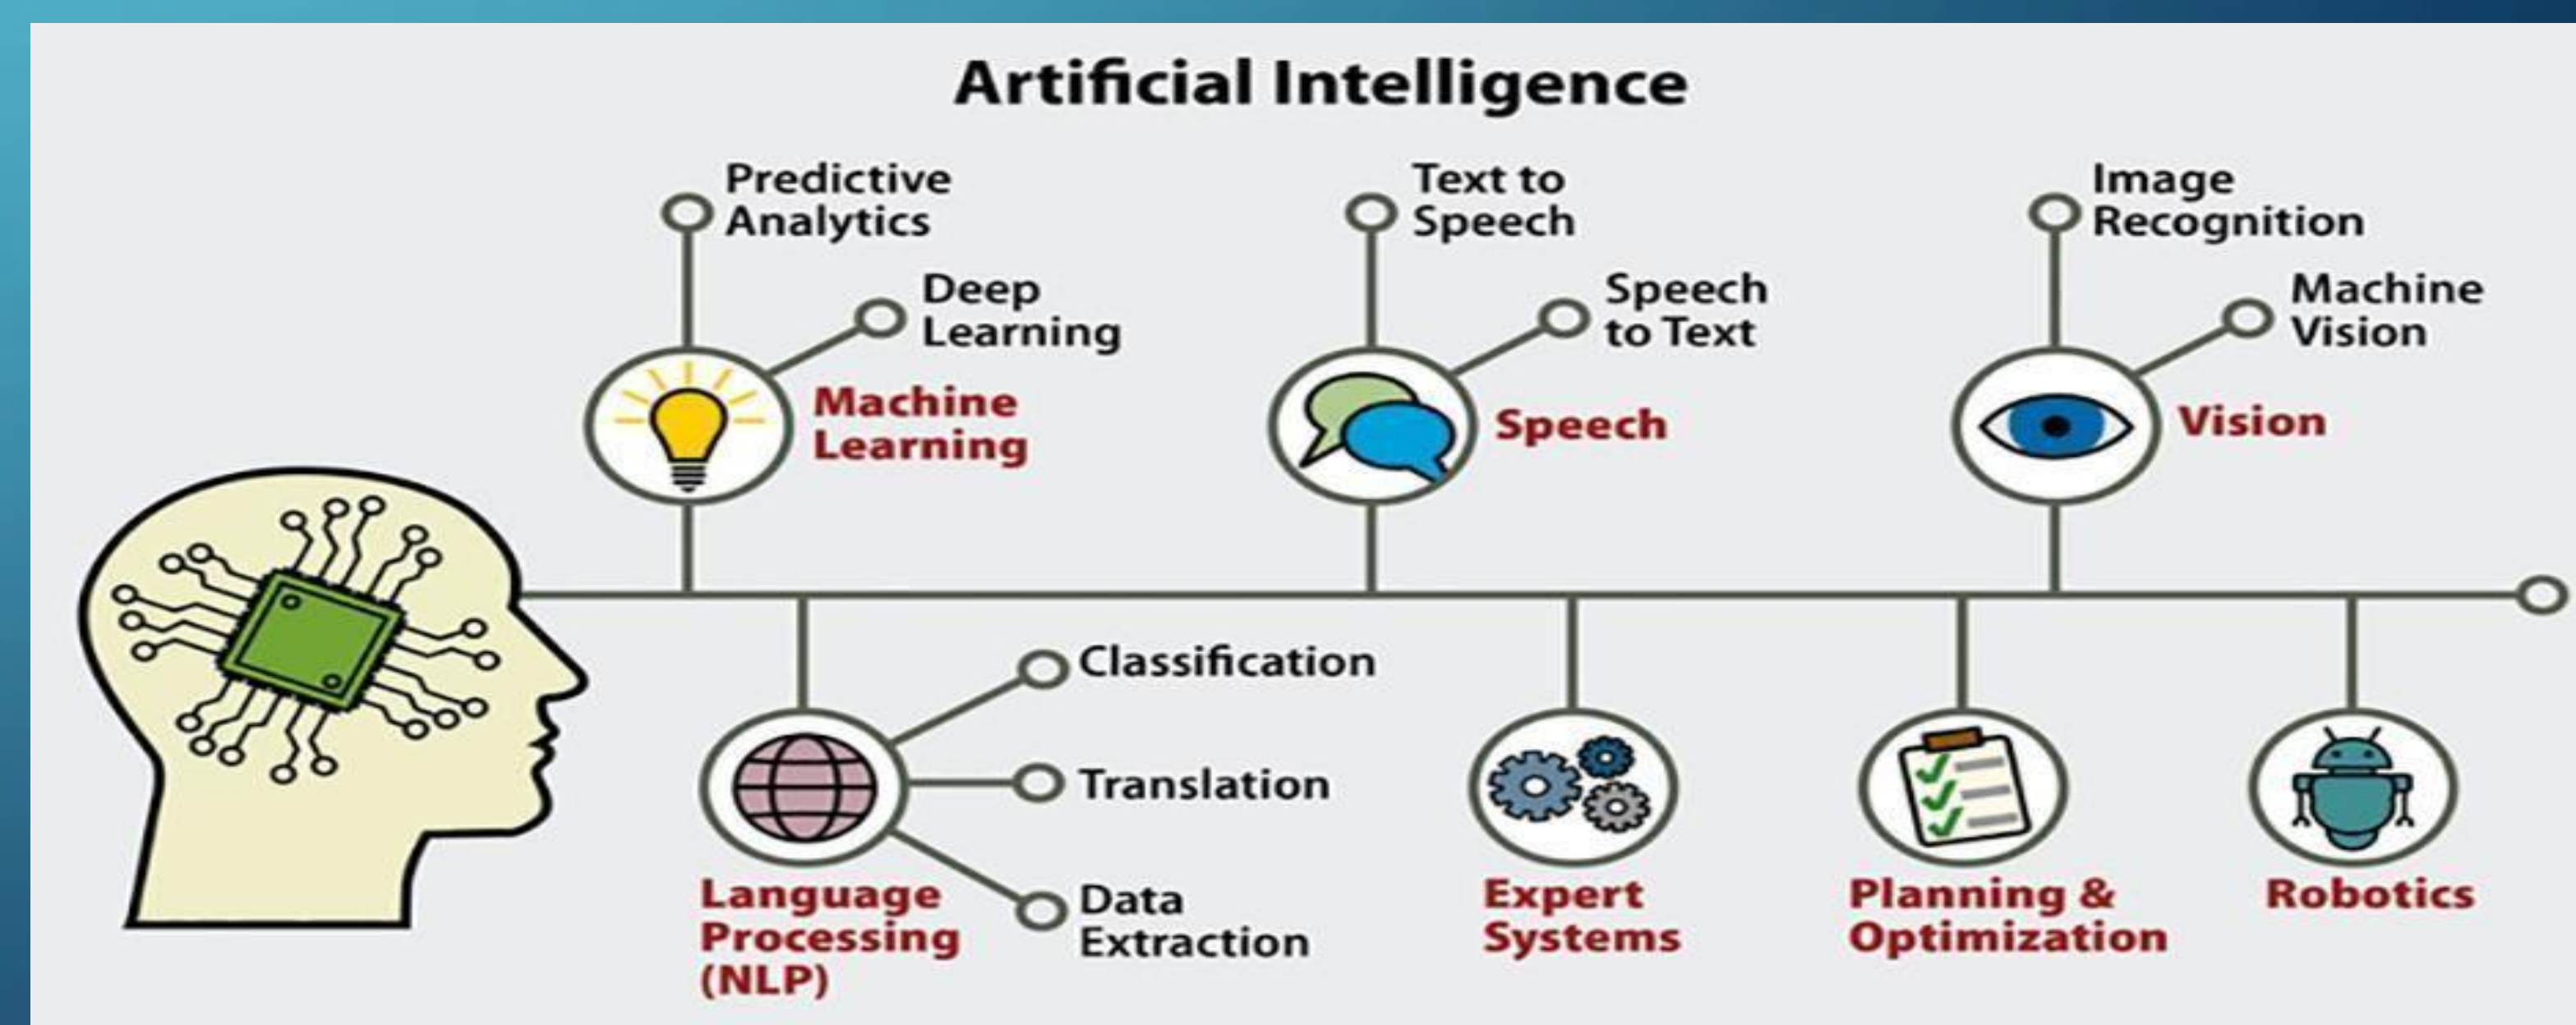 Artificial Intelligence
Predictive
Analytics
Deep
Learning
Machine
Learning
Text to
Speech
Speech
to Text
Speech
Image
Recognition
Machine
Vision
Vision
Classification
Translation
Data
Extraction
Language
Processing
(NLP)
Expert
Systems
Planning &
Optimization
Robotics